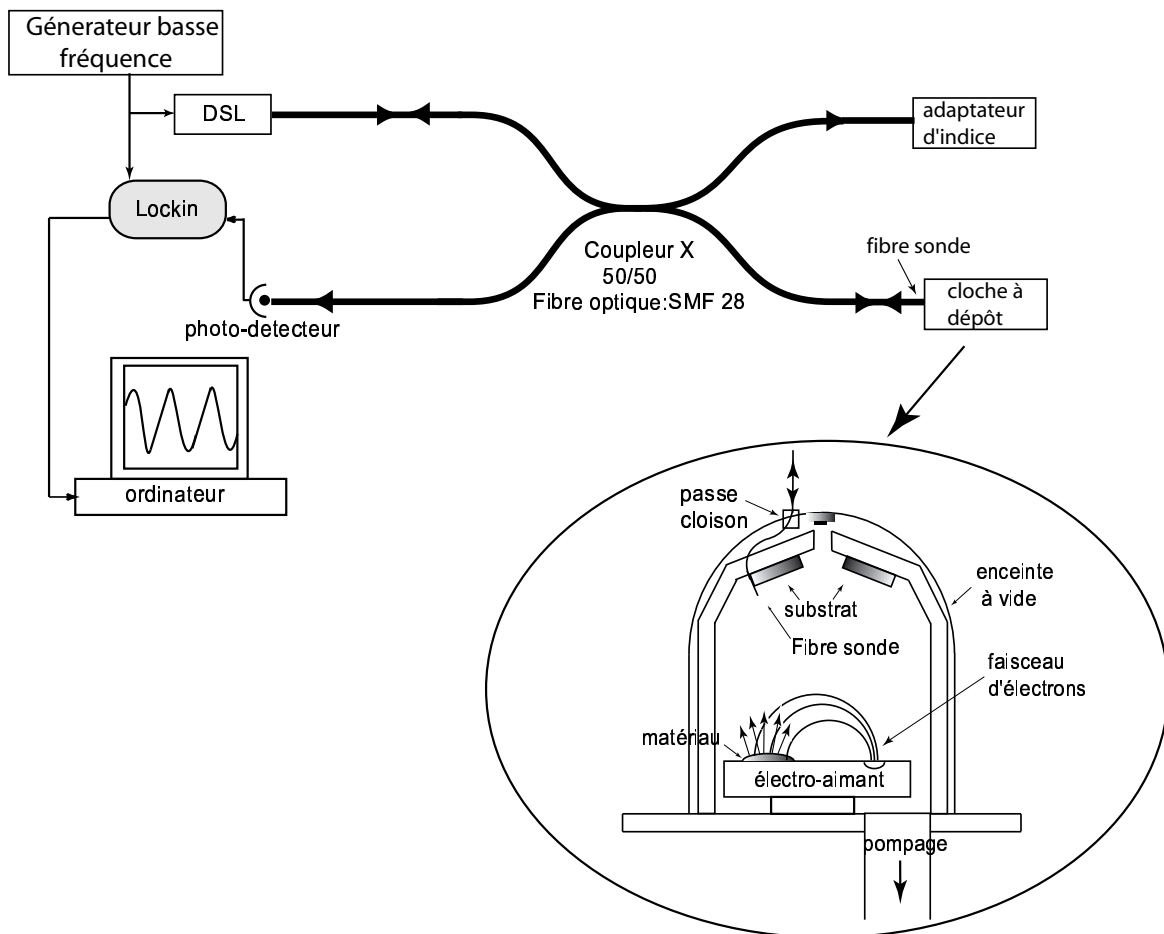 Génerateur basse
fréquence
DSL
adaptateur
d'indice
Lockin
Coupleur X
50/50
Fibre optique:SMF 28
fibre sonde
cloche à
dépôt
photo-detecteur
ordinateur
passe
cloison
enceinte
à vide
substrat
Fibre sonde
faisceau
d'électrons
matériau
électro-aimant
pompage